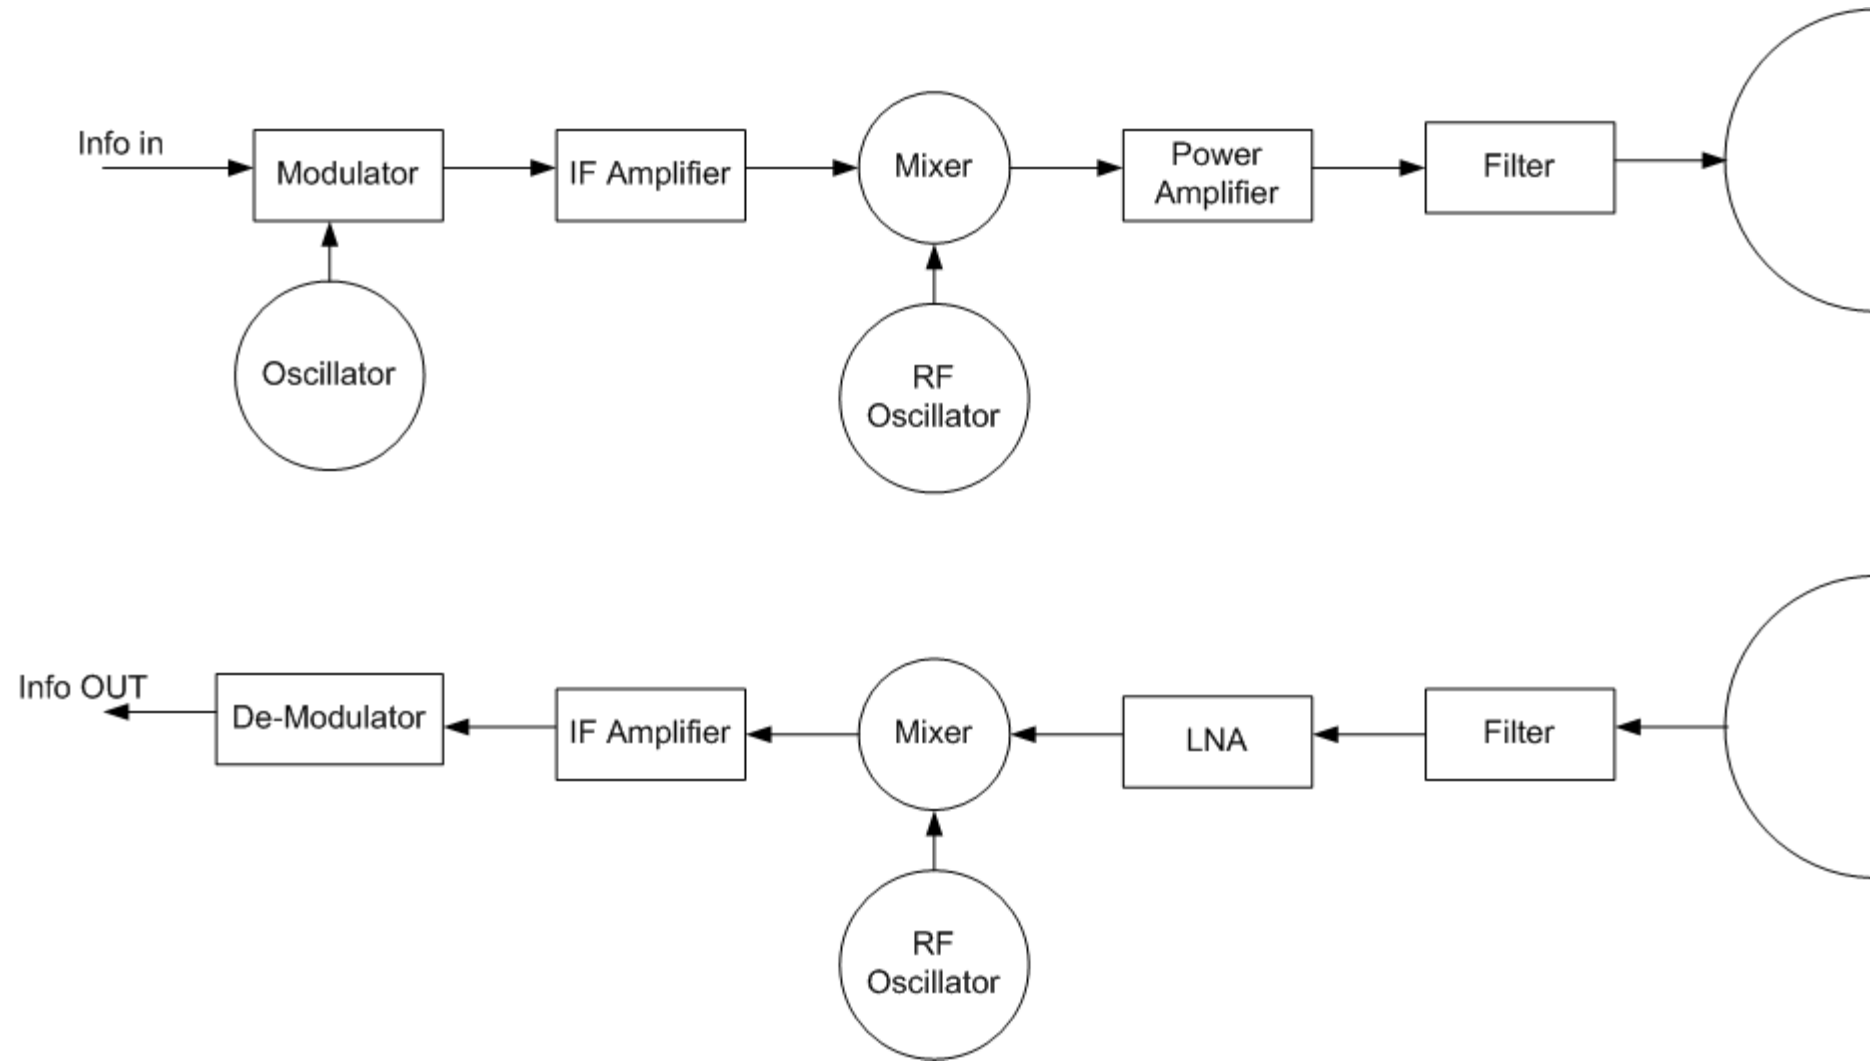 Info in
Modulator
IF Amplifier
Mixer
Power
Amplifier
Filter
Oscillator
RF
Oscillator
Info OUT
De-Modulator
IF Amplifier
Mixer
LNA
Filter
RF
Oscillator